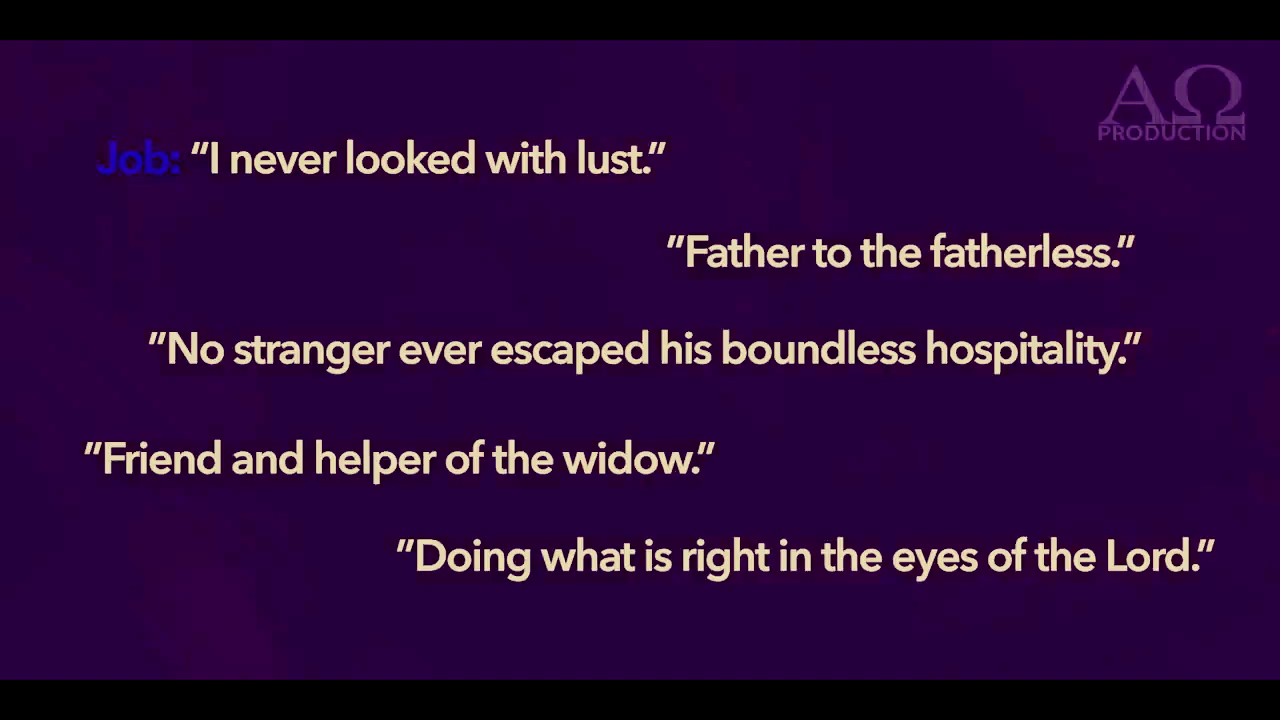 ΑΩ
PRODUCTION
Job: “I never looked with lust.”
”Father to the fatherless.”
”No stranger ever escaped his boundless hospitality.”
”Friend and helper of the widow.”
”Doing what is right in the eyes of the Lord.”